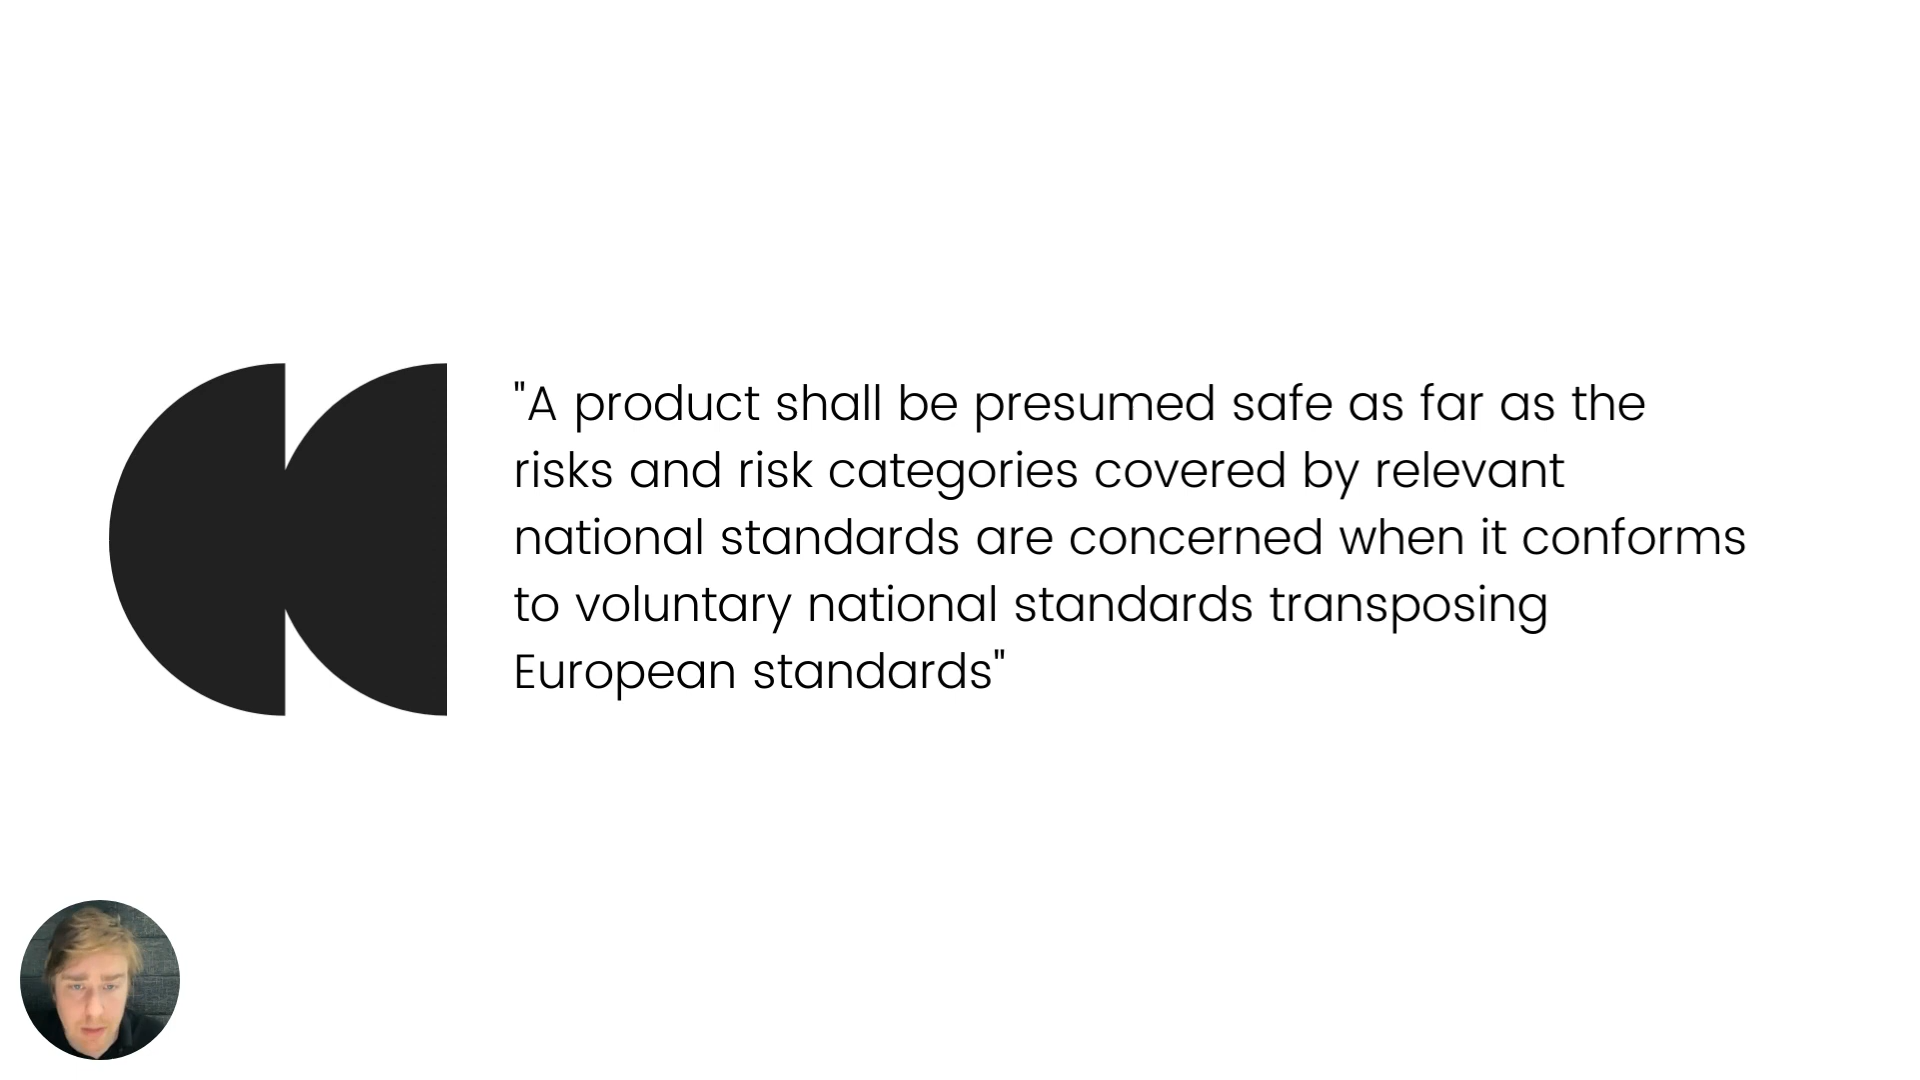 "A product shall be presumed safe as far as the
risks and risk categories covered by relevant
national standards are concerned when it conforms
to voluntary national standards transposing
European standards"